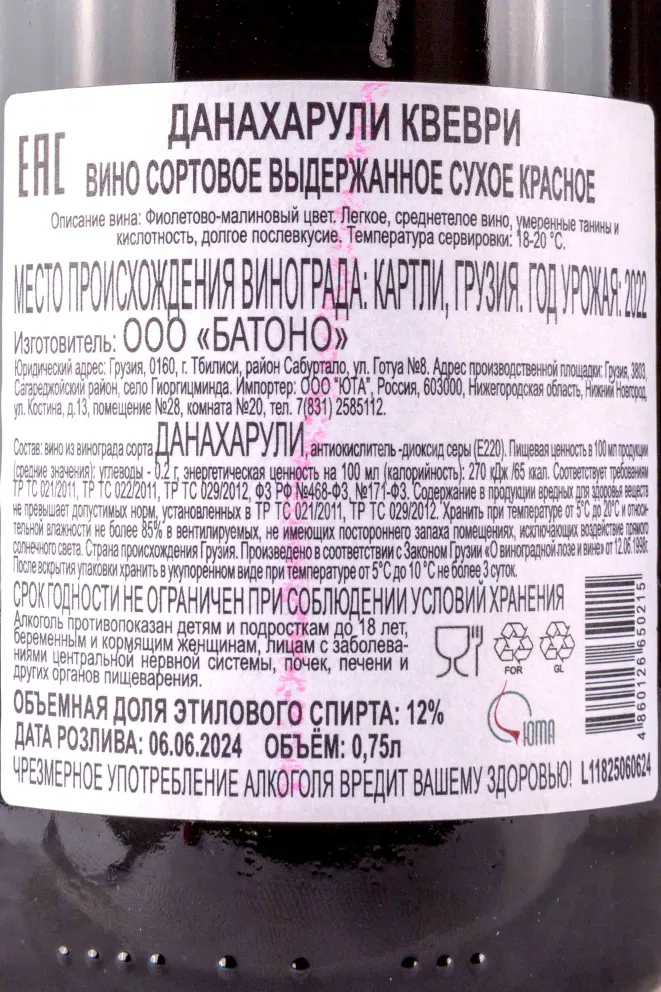 ДАНАХАРУЛИ КВЕВРИ
ЕАС
ВИНО СОРТОВОЕ ВЫДЕРЖАННОЕ СУХОЕ КРАСНОЕ
Описание вина: Фиолетово-малиновый цвет. Легкое, среднетелое вино, умеренные танины и
кислотность, долгое послевкусие. Температура сервировки: 18-20 °С.
МЕСТО ПРОИСХОЖДЕНИЯ ВИНОГРАДА: КАРТЛИ, ГРУЗИЯ. ГОД УРОЖАЯ: 2022
Изготовитель: ООО «БАТОНО»
Юридический адрес: Грузия, 0160, г. Тбилиси, район Сабуртало, ул. Готуа №8. Адрес производственной площадки: Грузия, 3803,
Сагареджойский район, село Гиоргицминда. Импортер: ООО "ЮТА", Россия, 603000, Нижегородская область, Нижний Новгород,
ул. Костина, д.13, помещение №28, комната №20, тел. 7(831) 2585112.
Состав: вино из винограда сорта ДАНАХАРУЛИ, антиокислитель -диоксид серы (Е220). Пищевая ценность в 100 мл продукции
(средние значения): углеводы - 0.2 г, энергетическая ценность на 100 мл (калорийность): 270 кДж /65 ккал. Соответствует требованиям
ТР ТС 021/2011, ТР ТС 022/2011, ТР ТС 029/2012, ФЗ РФ №468-ФЗ, №171-ФЗ. Содержание в продукции вредных для здоровья веществ
не превышает допустимых норм, установленных в ТР ТС 021/2011, ТР ТС 029/2012. Хранить при температуре от 5°С до 20°С и относи-
тельной влажности не более 85% в вентилируемых, не имеющих постороннего запаха помещениях, исключающих воздействие прямого
солнечного света. Страна происхождения Грузия. Произведено в соответствии с Законом Грузии «О виноградной лозе и вине» от 12.06.1998г.
После вскрытия упаковки хранить в укупоренном виде при температуре от 5°С до 10 °С не более 3 суток.
СРОК ГОДНОСТИ НЕ ОГРАНИЧЕН ПРИ СОБЛЮДЕНИИ УСЛОВИЙ ХРАНЕНИЯ
Алкоголь противопоказан детям и подросткам до 18 лет,
беременным и кормящим женщинам, лицам с заболева-
ниями центральной нервной системы, почек, печени и
других органов пищеварения.
FOR
GL
4860126650215
ЮТА
ОБЪЕМНАЯ ДОЛЯ ЭТИЛОВОГО СПИРТА: 12%
ДАТА РОЗЛИВА: 06.06.2024 ОБЪЁМ: 0,75л
ЧРЕЗМЕРНОЕ УПОТРЕБЛЕНИЕ АЛКОГОЛЯ ВРЕДИТ ВАШЕМУ ЗДОРОВЬЮ! L11825060624